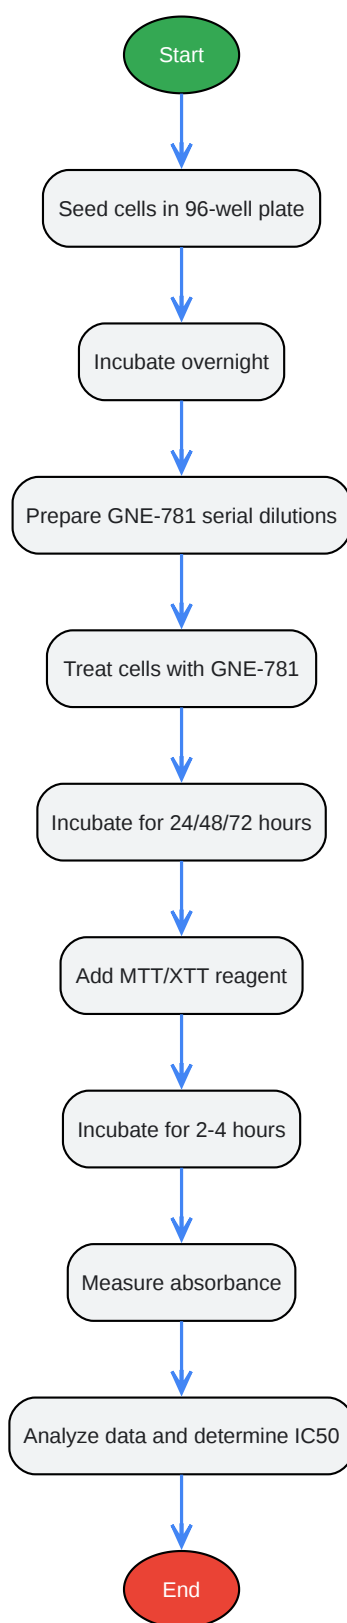 Start
Seed cells in 96-well plate
Incubate overnight
Prepare GNE-781 serial dilutions
Treat cells with GNE-781
Incubate for 24/48/72 hours
Add MTT/XTT reagent
Incubate for 2-4 hours
Measure absorbance
Analyze data and determine IC50
End